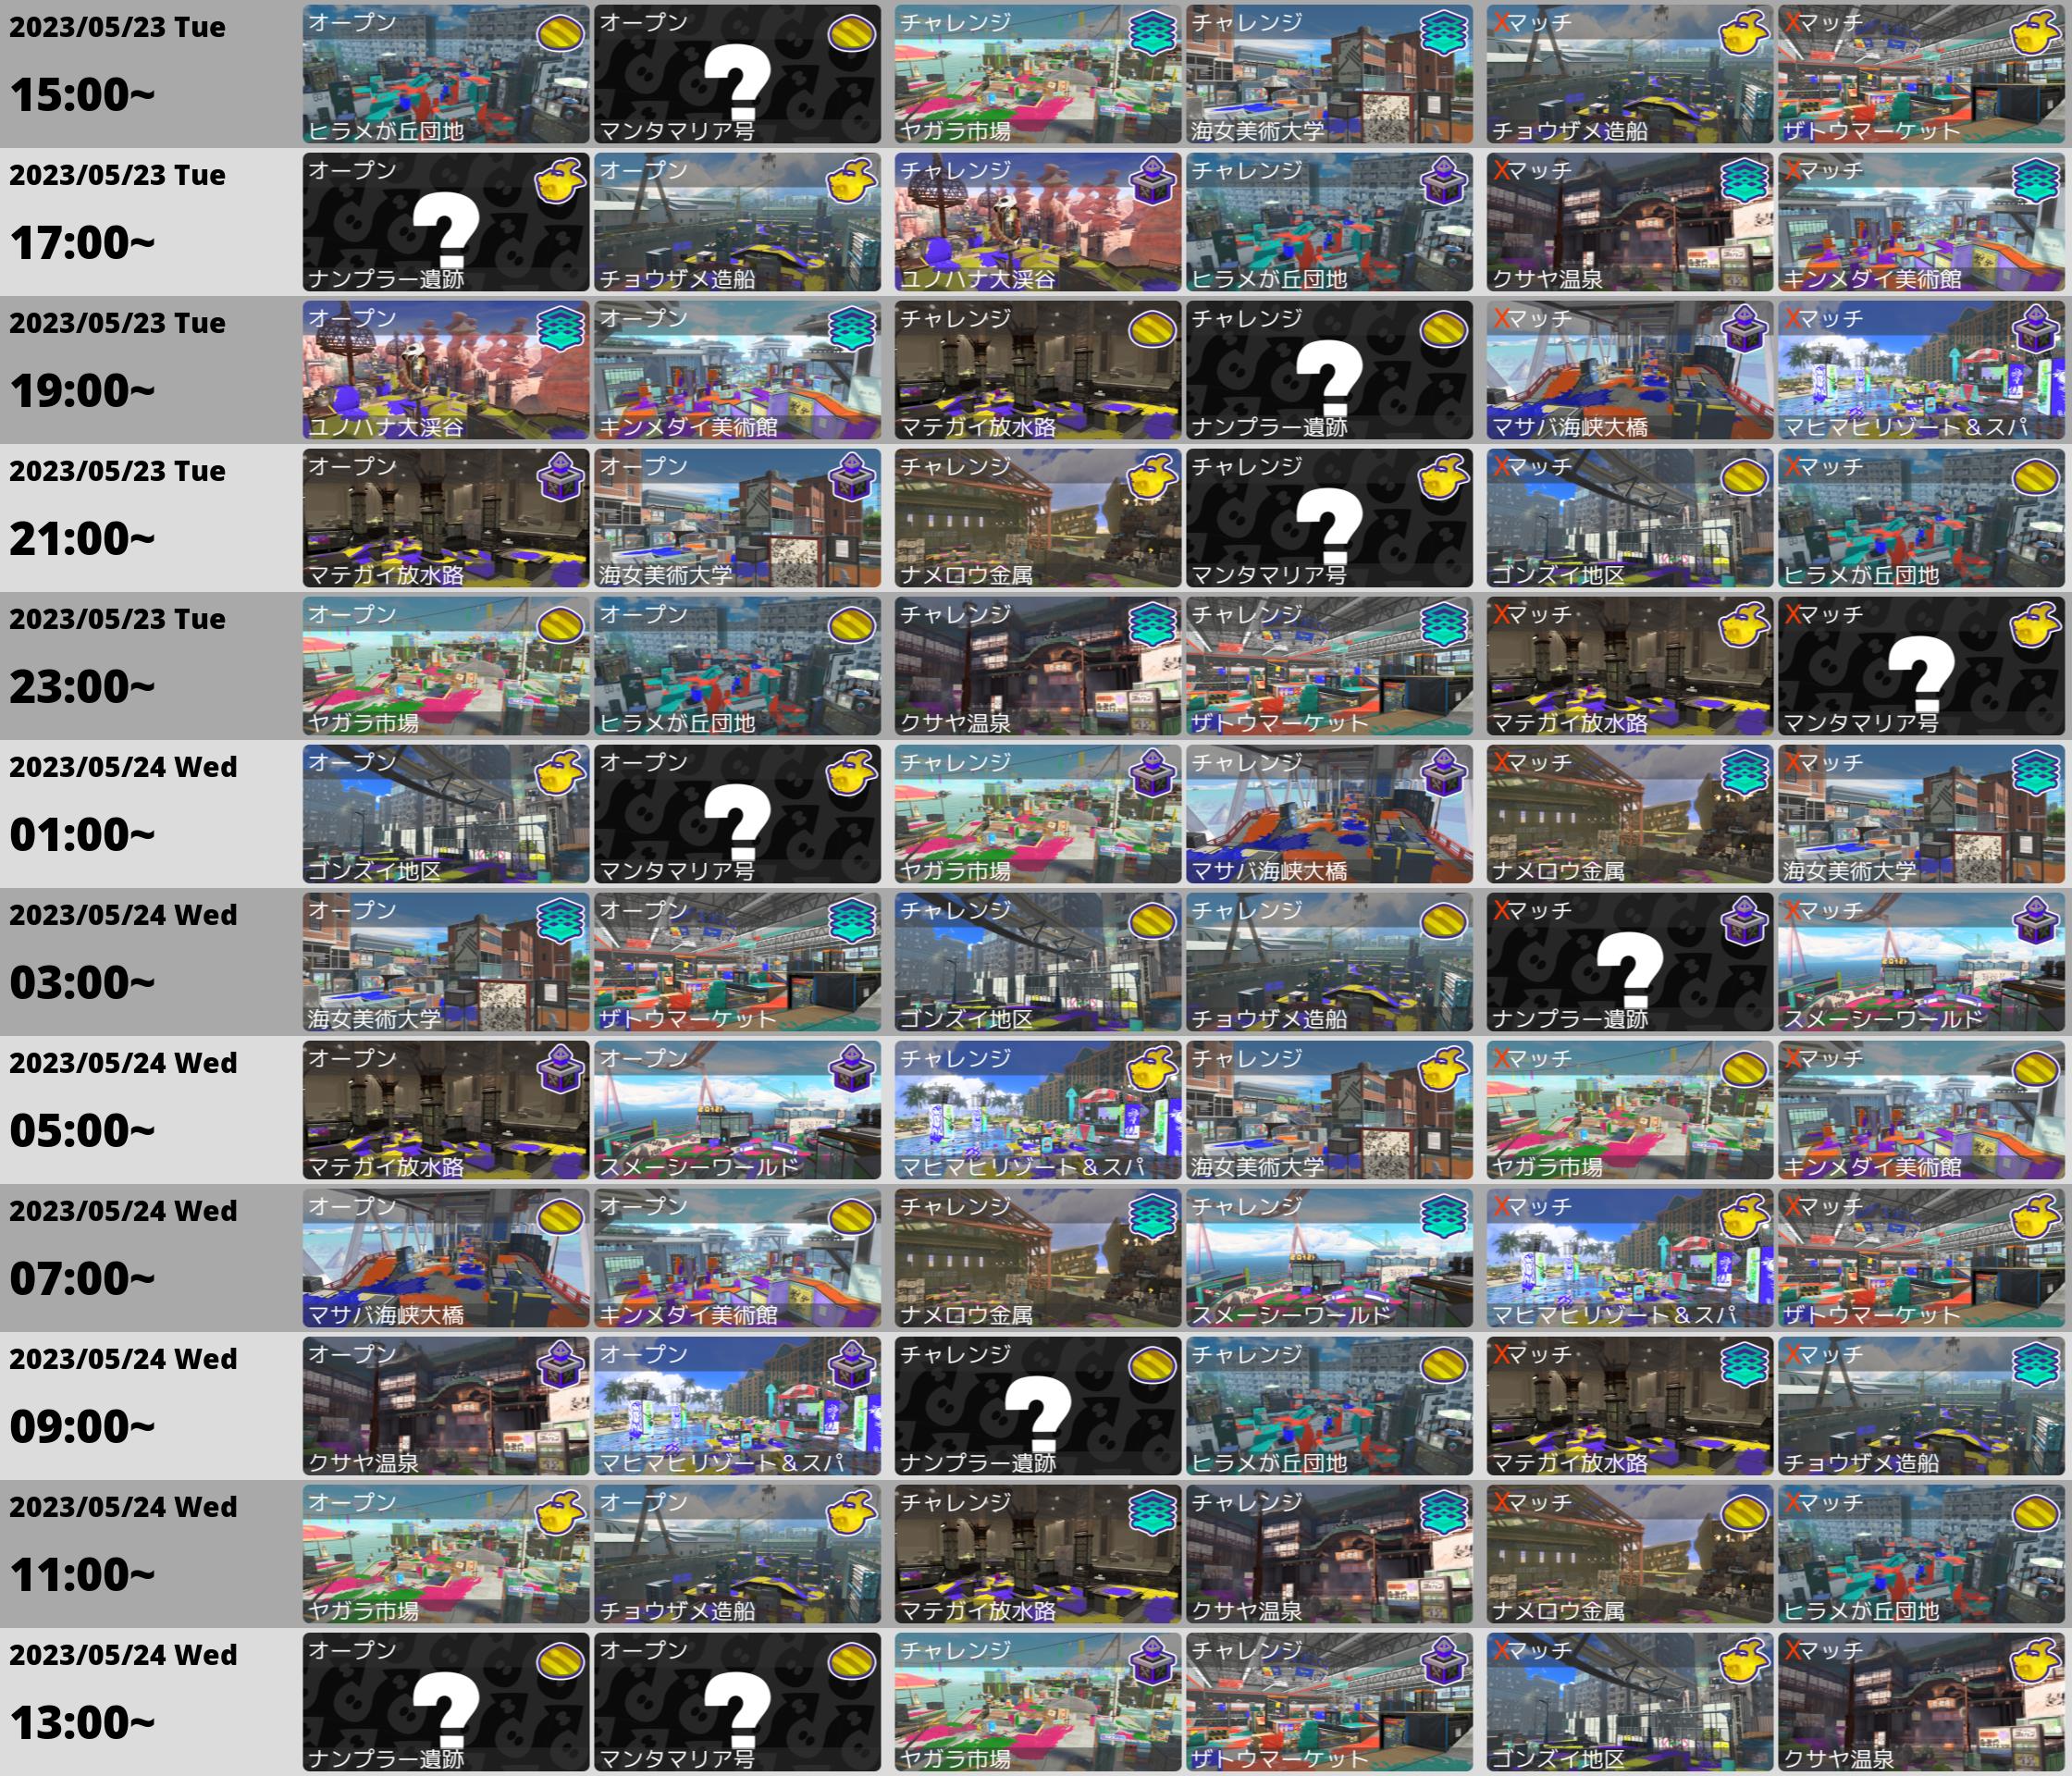 2023/05/23 Tue
15:00~
オープン ヒラメが丘団地
オープン マンタマリア号
チャレンジ ヤガラ市場
チャレンジ 海女美術大学
Xマッチ チョウザメ造船
Xマッチ ザトウマーケット
2023/05/23 Tue
17:00~
オープン ナンプラー遺跡
オープン チョウザメ造船
チャレンジ ユノハナ大渓谷
チャレンジ ヒラメが丘団地
Xマッチ クサヤ温泉
Xマッチ キンメダイ美術館
2023/05/23 Tue
19:00~
オープン ユノハナ大渓谷
オープン キンメダイ美術館
チャレンジ マテガイ放水路
チャレンジ ナンプラー遺跡
Xマッチ マサバ海峡大橋
Xマッチ マヒマヒリゾート＆スパ
2023/05/23 Tue
21:00~
オープン マテガイ放水路
オープン 海女美術大学
チャレンジ ナメロウ金属
チャレンジ マンタマリア号
Xマッチ ゴンズイ地区
Xマッチ ヒラメが丘団地
2023/05/23 Tue
23:00~
オープン ヤガラ市場
オープン ヒラメが丘団地
チャレンジ クサヤ温泉
チャレンジ ザトウマーケット
Xマッチ マテガイ放水路
Xマッチ マンタマリア号
2023/05/24 Wed
01:00~
オープン ゴンズイ地区
オープン マンタマリア号
チャレンジ ヤガラ市場
チャレンジ マサバ海峡大橋
Xマッチ ナメロウ金属
Xマッチ 海女美術大学
2023/05/24 Wed
03:00~
オープン 海女美術大学
オープン ザトウマーケット
チャレンジ ゴンズイ地区
チャレンジ チョウザメ造船
Xマッチ ナンプラー遺跡
Xマッチ スメーシーワールド
2023/05/24 Wed
05:00~
オープン マテガイ放水路
オープン スメーシーワールド
チャレンジ マヒマヒリゾート＆スパ
チャレンジ 海女美術大学
Xマッチ ヤガラ市場
Xマッチ キンメダイ美術館
2023/05/24 Wed
07:00~
オープン マサバ海峡大橋
オープン キンメダイ美術館
チャレンジ ナメロウ金属
チャレンジ スメーシーワールド
Xマッチ マヒマヒリゾート＆スパ
Xマッチ ザトウマーケット
2023/05/24 Wed
09:00~
オープン クサヤ温泉
オープン マヒマヒリゾート＆スパ
チャレンジ ナンプラー遺跡
チャレンジ ヒラメが丘団地
Xマッチ マテガイ放水路
Xマッチ チョウザメ造船
2023/05/24 Wed
11:00~
オープン ヤガラ市場
オープン チョウザメ造船
チャレンジ マテガイ放水路
チャレンジ クサヤ温泉
Xマッチ ナメロウ金属
Xマッチ ヒラメが丘団地
2023/05/24 Wed
13:00~
オープン ナンプラー遺跡
オープン マンタマリア号
チャレンジ ヤガラ市場
チャレンジ ザトウマーケット
Xマッチ ゴンズイ地区
Xマッチ クサヤ温泉